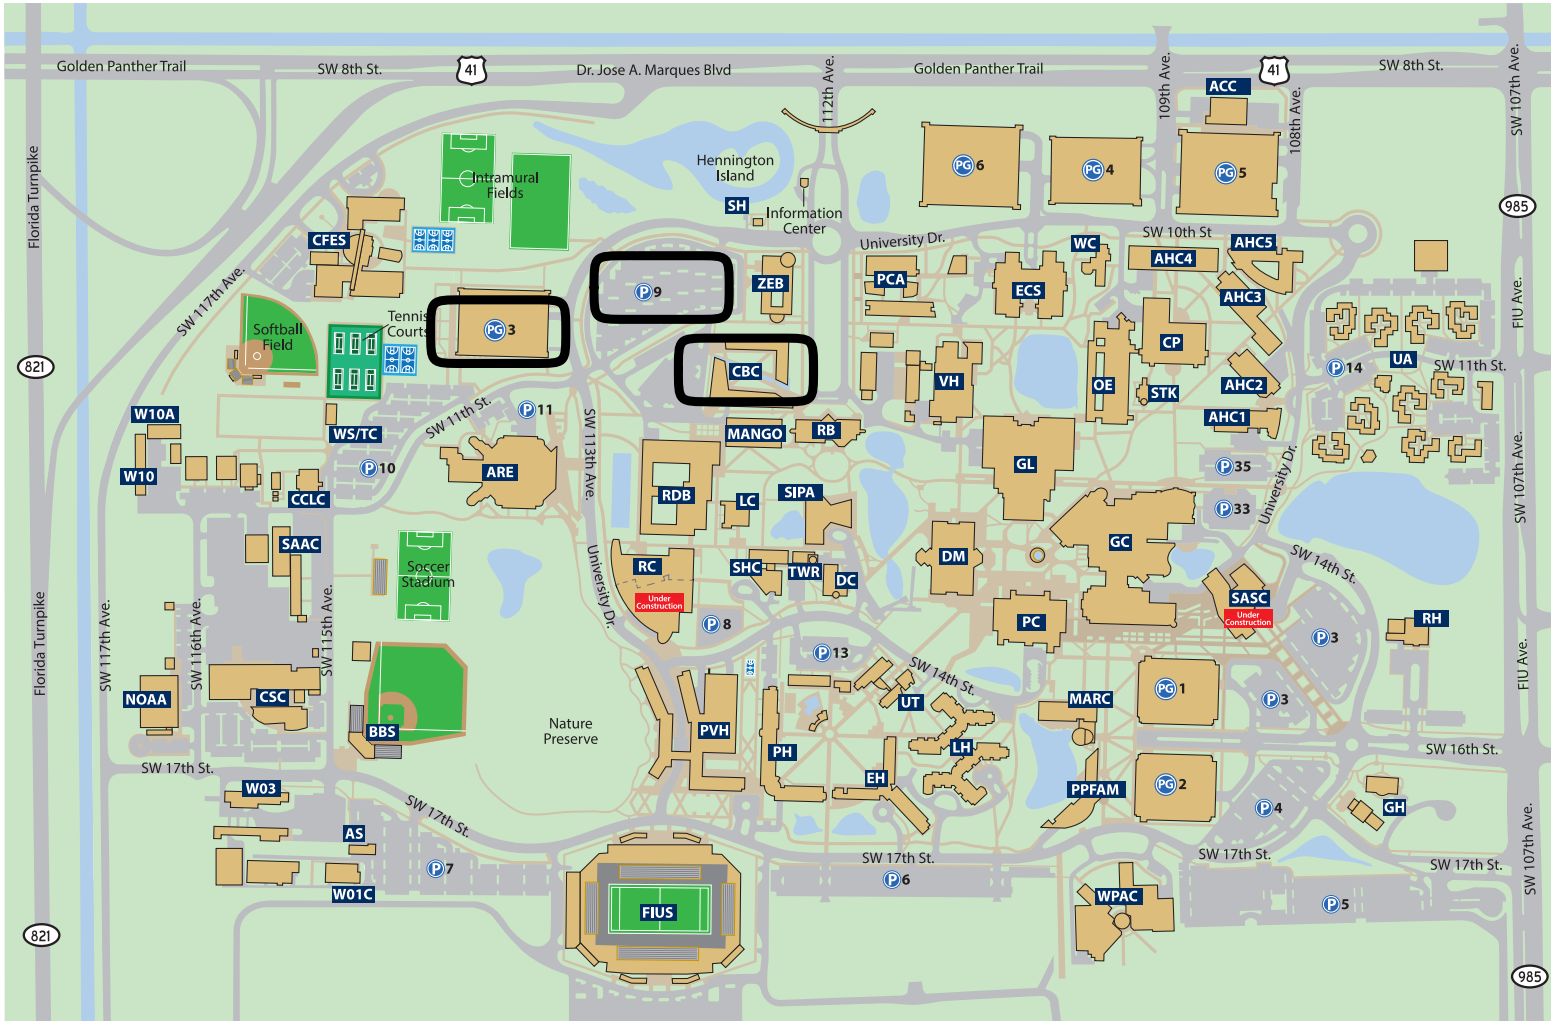 Golden Panther Trail
SW 8th St.
41
Dr. Jose A. Marques Blvd
112th Ave.
Golden Panther Trail
109th Ave.
41
SW 8th St.
SW 107th Ave.
ACC
108th Ave.
Florida Turnpike
Intramural
Fields
Hennington
Island
SH
Information
Center
PG 6
PG 4
PG 5
985
CFES
University Dr.
WC
SW 10th St
AHC5
AHC4
SW 117th Ave.
P 9
ZEB
PCA
ECS
AHC3
FIU Ave.
Softball
Field
Tennis
Courts
PG 3
CBC
VH
OE
CP
STK
AHC2
P 14
UA
SW 11th St.
821
W10A
W10
WS/TC
SW 11th St.
P 11
SW 113th Ave.
MANGO
RB
AHC1
P 10
ARE
CCLC
RDB
LC
SIPA
GL
P 35
P 33
University Dr.
SW 107th Ave.
SAAC
Soccer
Stadium
University Dr.
RC
Under
Construction
SHC
TWR
DC
DM
GC
SW 14th St.
SASC
Under
Construction
Florida Turnpike
SW 117th Ave.
SW 116th Ave.
SW 115th Ave.
P 8
P 13
PC
P 3
RH
SW 14th St.
FIU Ave.
NOAA
CSC
BBS
Nature
Preserve
PVH
PH
UT
LH
EH
MARC
PG 1
P 3
SW 17th St.
SW 16th St.
W03
AS
W01C
SW 17th St.
P 7
PPFAM
PG 2
P 4
GH
SW 107th Ave.
FIUS
SW 17th St.
P 6
WPAC
SW 17th St.
P 5
SW 17th St.
821
985